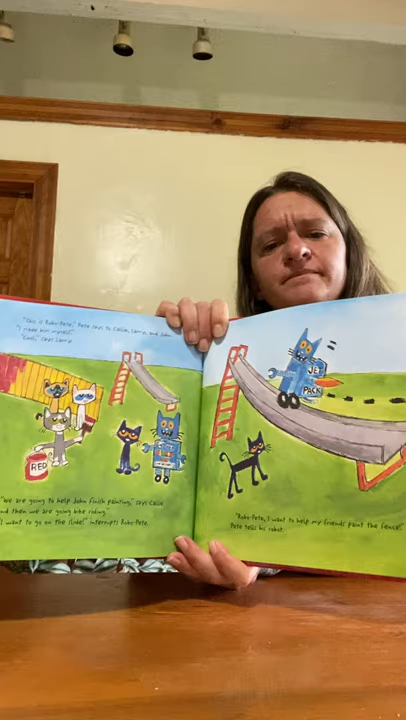 "This is Robo-Pete," Pete says to Callie, Larry, and John.
"I made him myself."
"Cool," says Larry.
RED
"We are going to help John finish painting," says Callie
"and then we are going bike riding."
"I want to go on the slide!" interrupts Robo-Pete.
JET
PACK
"Robo-Pete, I want to help my friends paint the fence,"
Pete tells his robot.